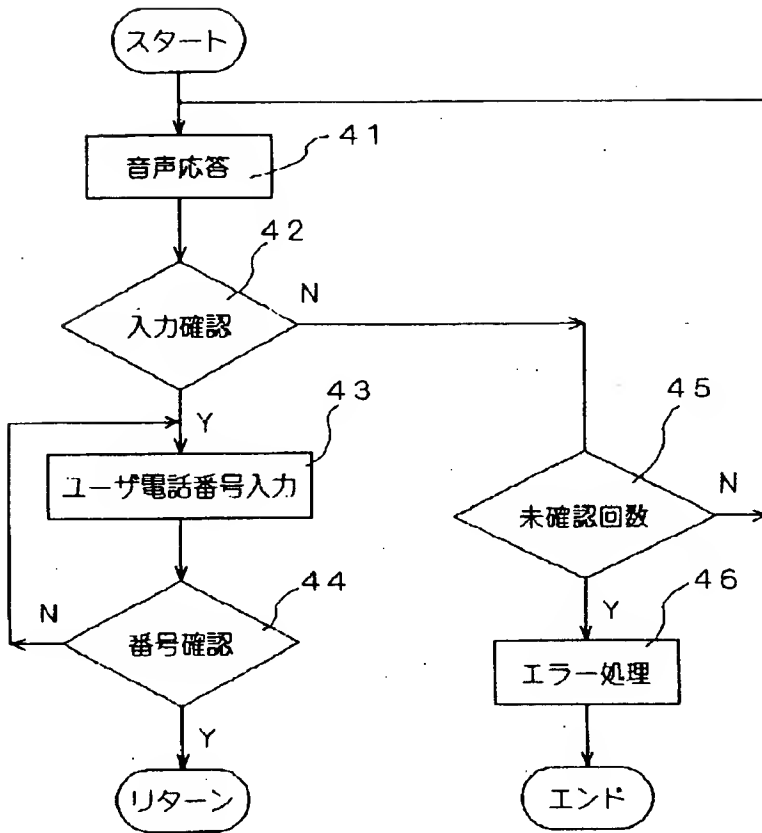 スタート
41
音声応答
42
入力確認
N
Y
43
ユーザ電話番号入力
45
未確認回数
N
44
番号確認
N
Y
46
Y
エラー処理
リターン
エンド